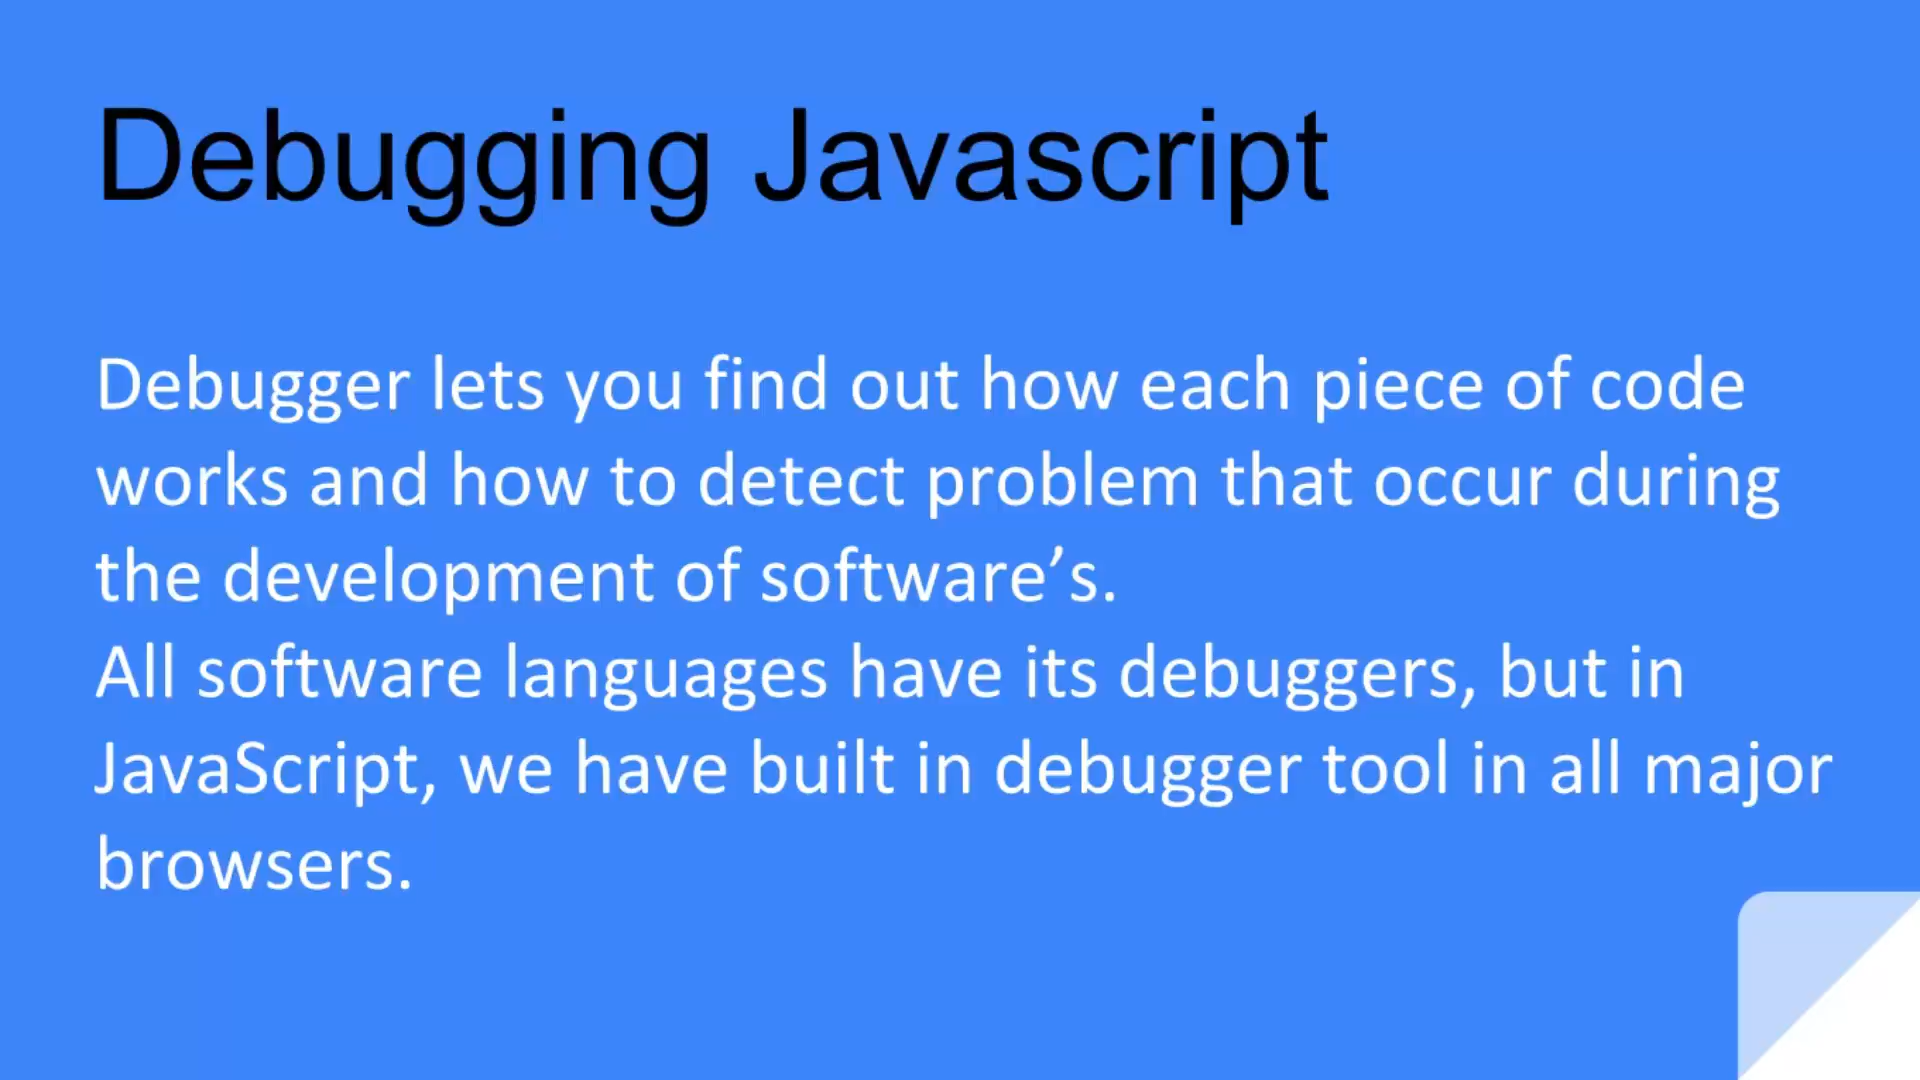 Debugging Javascript
Debugger lets you find out how each piece of code
works and how to detect problem that occur during
the development of software’s.
All software languages have its debuggers, but in
JavaScript, we have built in debugger tool in all major
browsers.